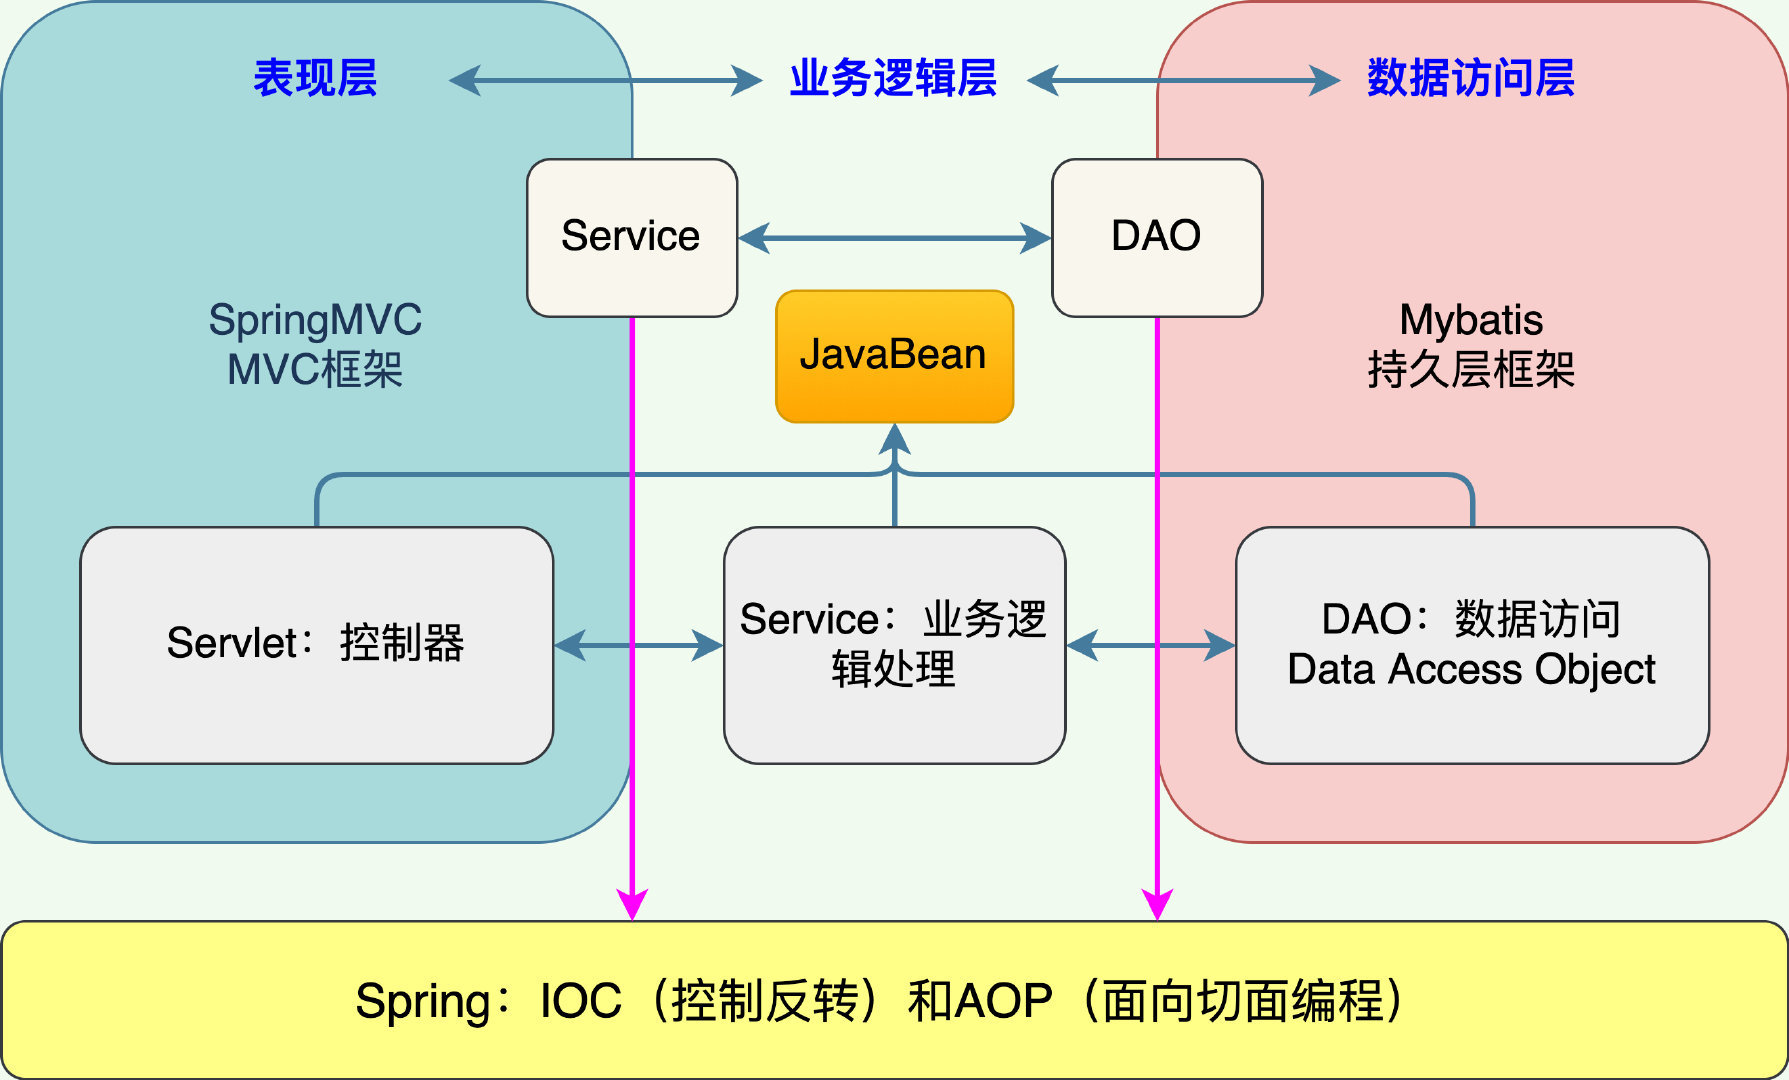 表现层
业务逻辑层
数据访问层
Service
DAO
SpringMVC
MVC框架
JavaBean
Mybatis
持久层框架
Servlet：控制器
Service：业务逻
辑处理
DAO：数据访问
Data Access Object
Spring：IOC（控制反转）和AOP（面向切面编程）